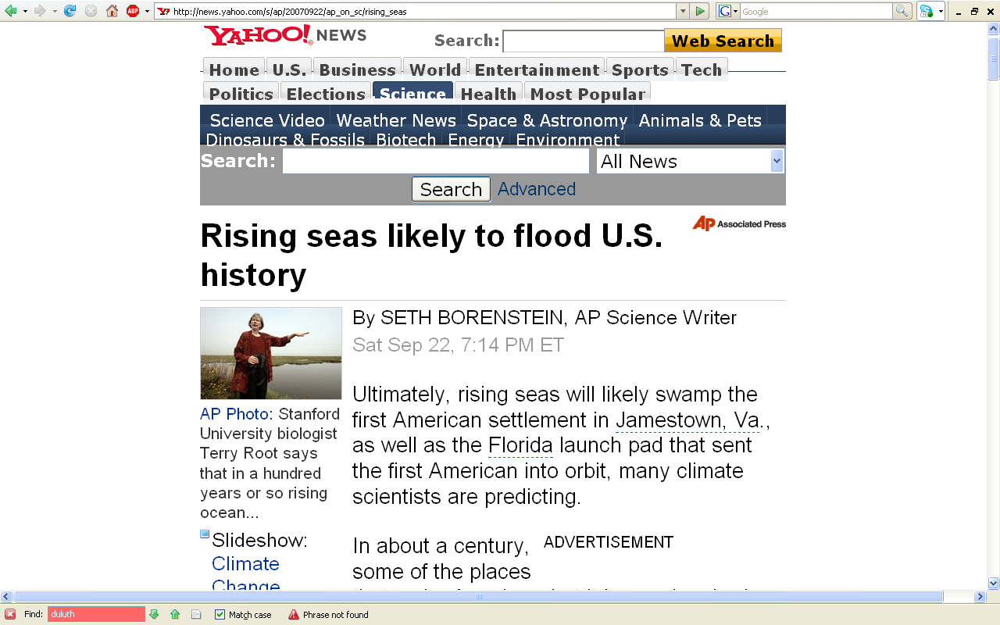 http://news.yahoo.com/s/ap/20070922/ap_on_sc/rising_seas
G Google
ABP
YAHOO! NEWS
Search: Web Search
Home U.S. Business World Entertainment Sports Tech
Politics Elections Science Health Most Popular
Science Video Weather News Space & Astronomy Animals & Pets
Dinosaurs & Fossils Biotech Energy Environment
Search: All News
Search Advanced
AP Associated Press
Rising seas likely to flood U.S.
history
By SETH BORENSTEIN, AP Science Writer
Sat Sep 22, 7:14 PM ET
Ultimately, rising seas will likely swamp the
first American settlement in Jamestown, Va.,
as well as the Florida launch pad that sent
the first American into orbit, many climate
scientists are predicting.
AP Photo: Stanford
University biologist
Terry Root says
that in a hundred
years or so rising
ocean...
Slideshow:
Climate
Change
In about a century,
some of the places
ADVERTISEMENT
Find: duluth Match case Phrase not found